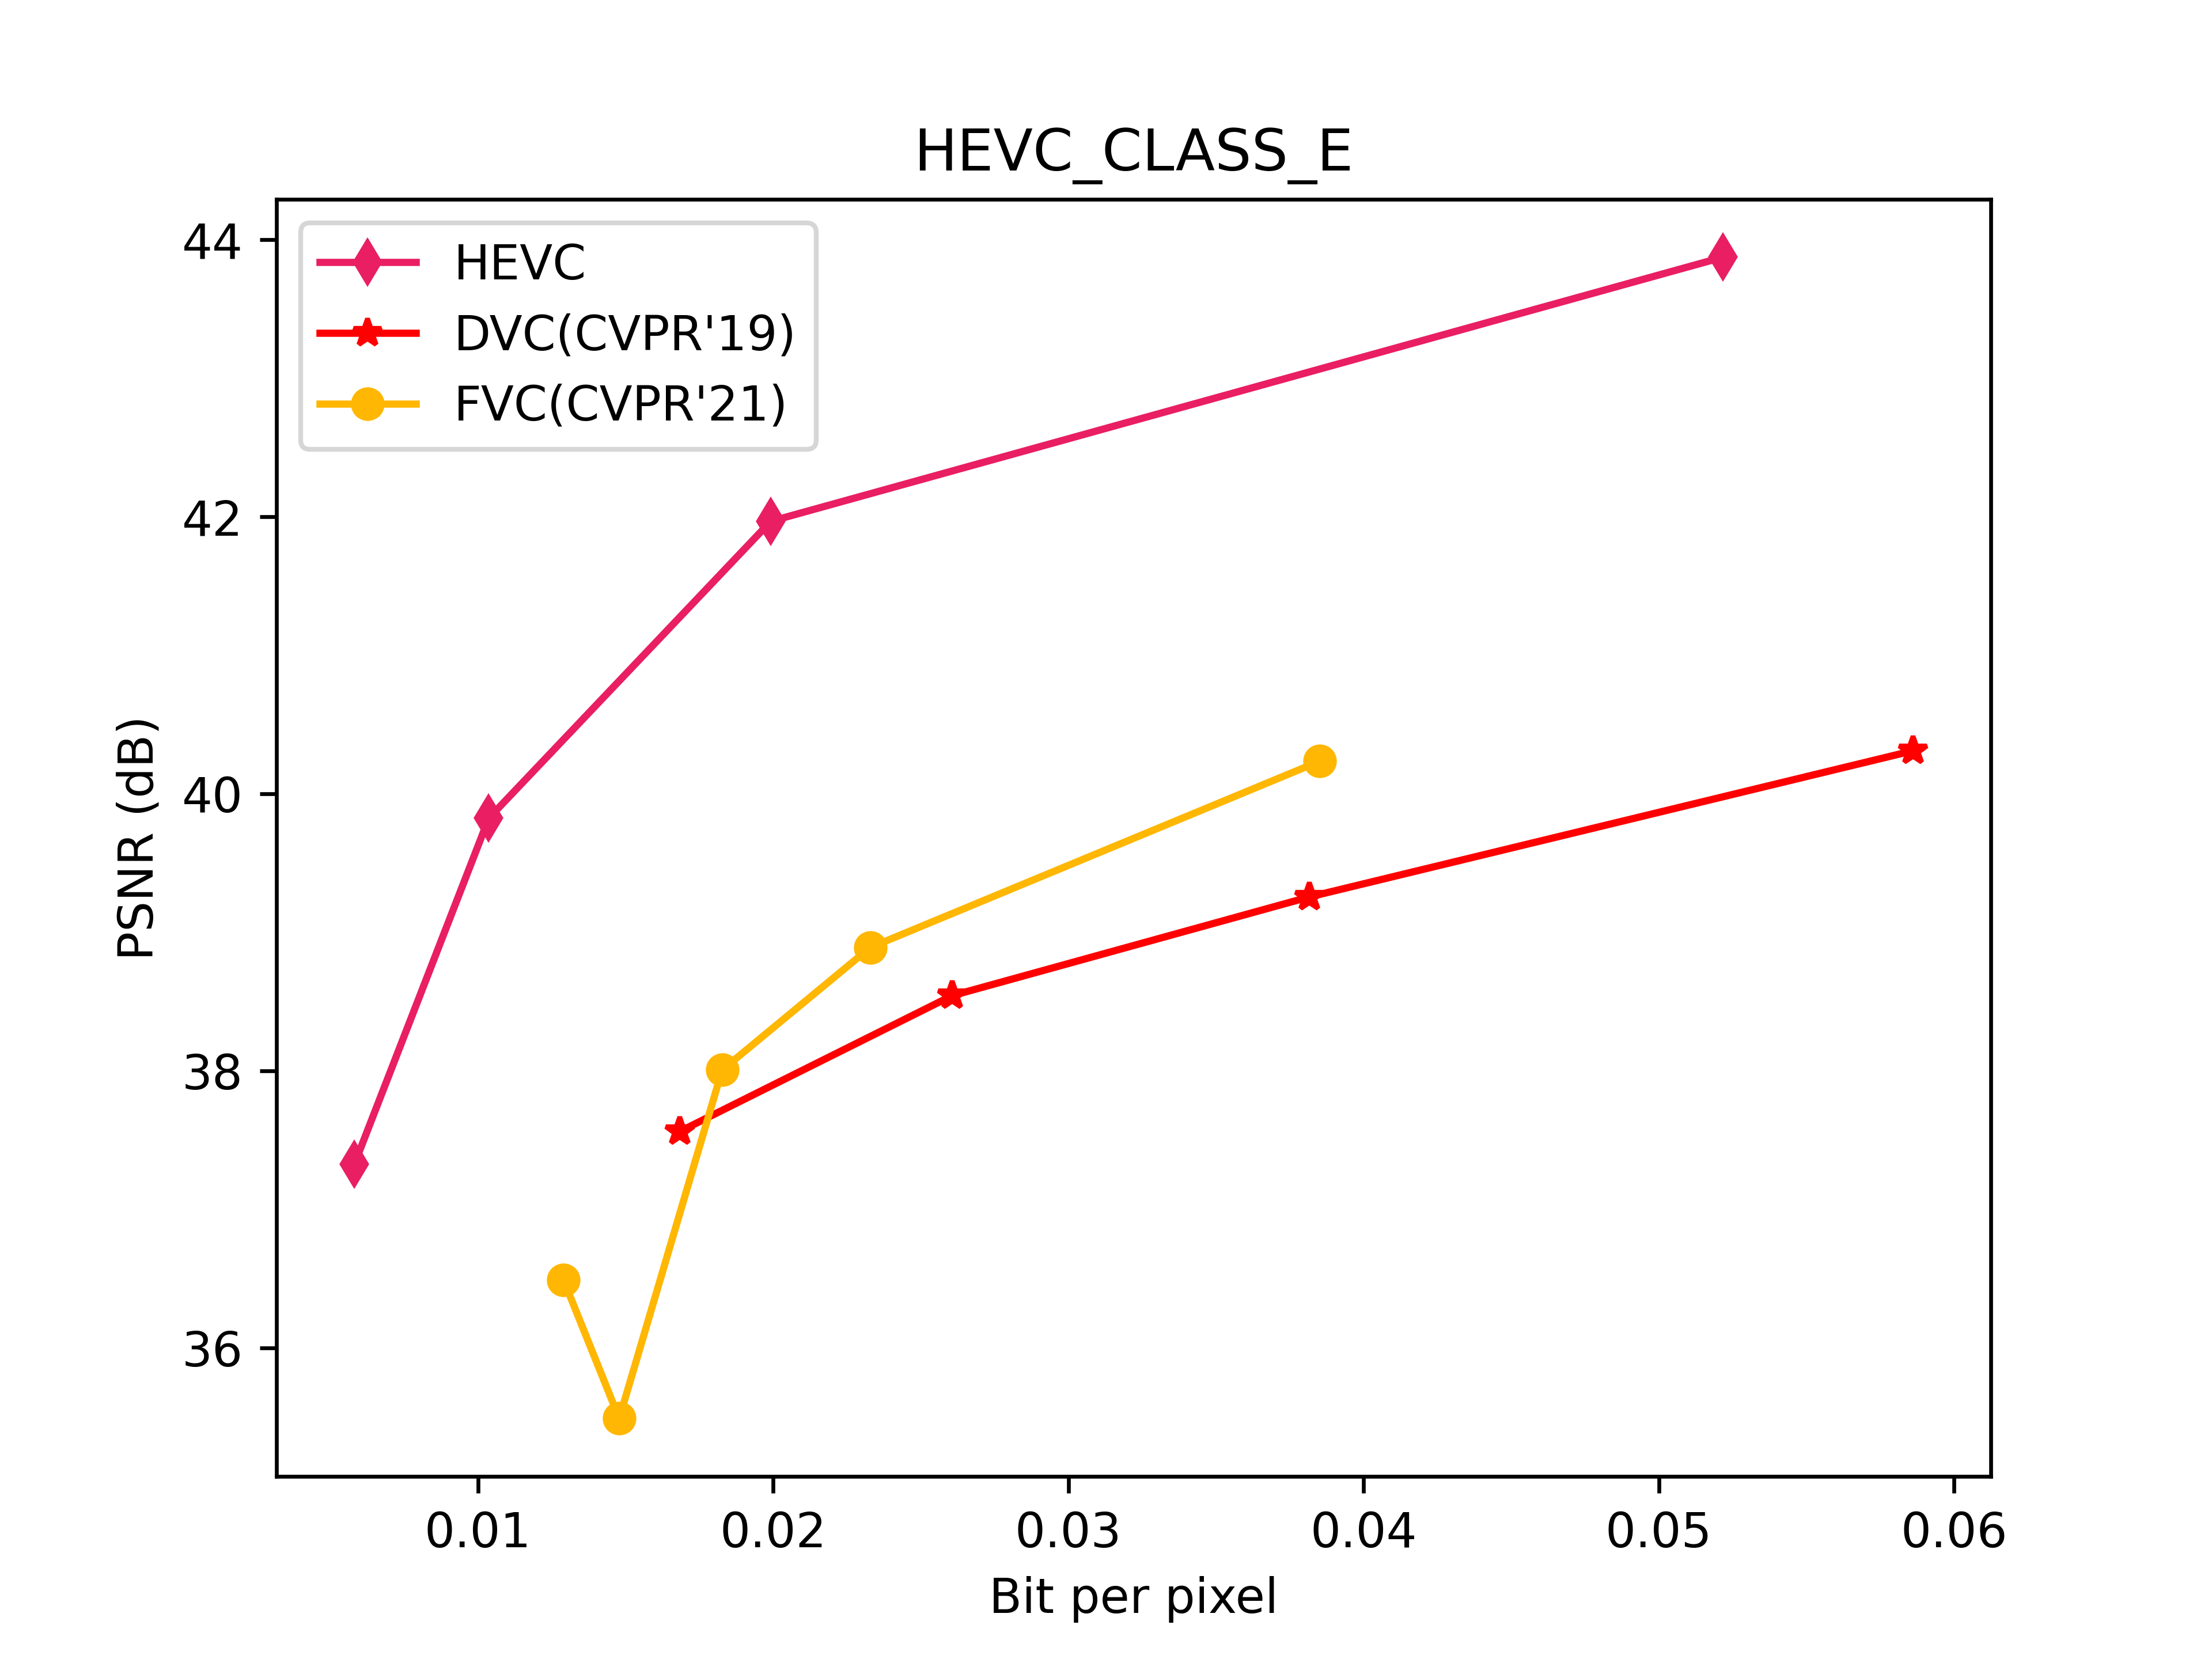 HEVC_CLASS_E
HEVC
DVC(CVPR'19)
FVC(CVPR'21)
44
42
40
38
36
PSNR (dB)
0.01 0.02 0.03 0.04 0.05 0.06
Bit per pixel